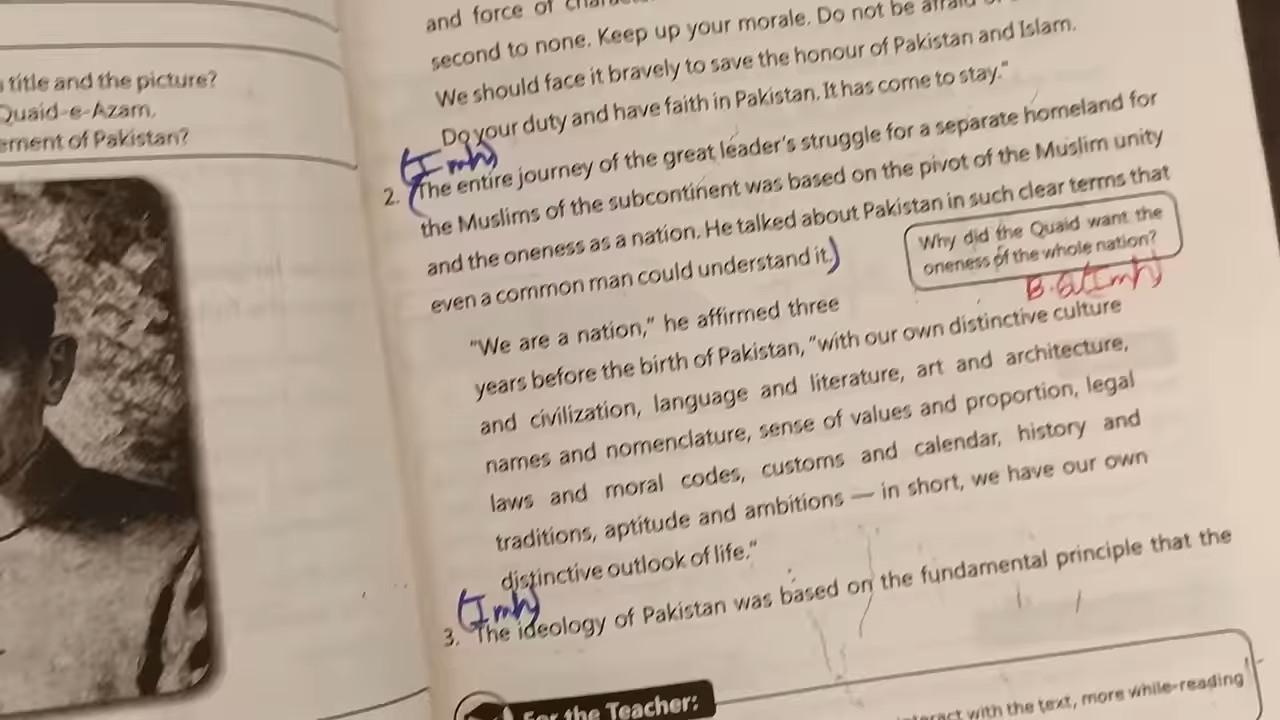 title and the picture?
Quaid-e-Azam,
ement of Pakistan?
and force of
second to none. Keep up your morale. Do not be afraid
We should face it bravely to save the honour of Pakistan and Islam.
Do your duty and have faith in Pakistan. It has come to stay."
(Imp)
2. (The entire journey of the great leader's struggle for a separate homeland for
the Muslims of the subcontinent was based on the pivot of the Muslim unity
and the oneness as a nation. He talked about Pakistan in such clear terms that
even a common man could understand it.)
Why did the Quaid want the
oneness of the whole nation?
(Imp)
"We are a nation," he affirmed three
years before the birth of Pakistan, "with our own distinctive culture
and civilization, language and literature, art and architecture,
names and nomenclature, sense of values and proportion, legal
laws and moral codes, customs and calendar, history and
traditions, aptitude and ambitions — in short, we have our own
distinctive outlook of life."
(Imp)
3. The ideology of Pakistan was based on the fundamental principle that the
For the Teacher:
interact with the text, more while-reading